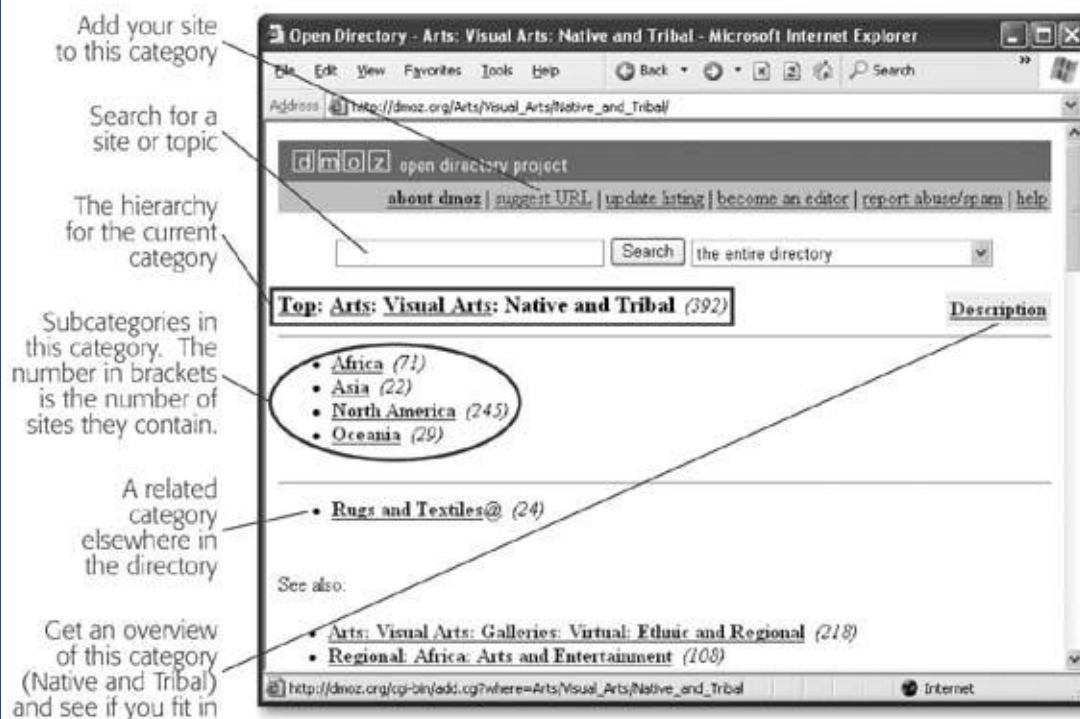 Add your site
to this category
Search for a
site or topic
The hierarchy
for the current
category
Subcategories in
this category. The
number in brackets
is the number of
sites they contain.
A related
category
elsewhere in
the directory
Get an overview
of this category
(Native and Tribal)
and see if you fit in
Open Directory - Arts: Visual Arts: Native and Tribal - Microsoft Internet Explorer
File Edit View Favorites Tools Help Back Search »
Address http://dmoz.org/Arts/Visual_Arts/Native_and_Tribal/
dmoz open directory project
about dmoz | suggest URL | update listing | become an editor | report abuse/spam | help
Search the entire directory
Top: Arts: Visual Arts: Native and Tribal (392)
Description
• Africa (71)
• Asia (22)
• North America (245)
• Oceania (29)
• Rugs and Textiles@ (24)
See also:
• Arts: Visual Arts: Galleries: Virtual: Ethnic and Regional (218)
• Regional: Africa: Arts and Entertainment (108)
http://dmoz.org/cgi-bin/add.cgi?where=Arts/Visual_Arts/Native_and_Tribal Internet